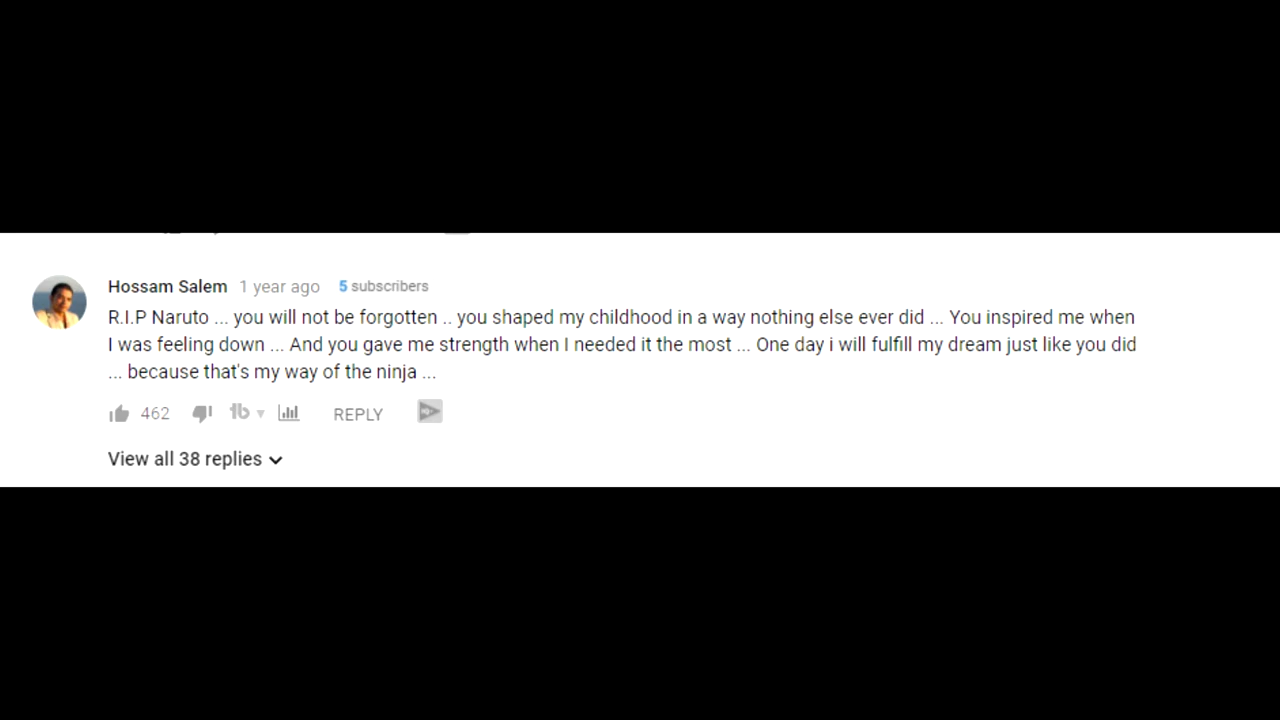 Hossam Salem 1 year ago 5 subscribers
R.I.P Naruto ... you will not be forgotten .. you shaped my childhood in a way nothing else ever did ... You inspired me when
I was feeling down ... And you gave me strength when I needed it the most ... One day i will fulfill my dream just like you did
... because that's my way of the ninja ...
462 tb REPLY
View all 38 replies